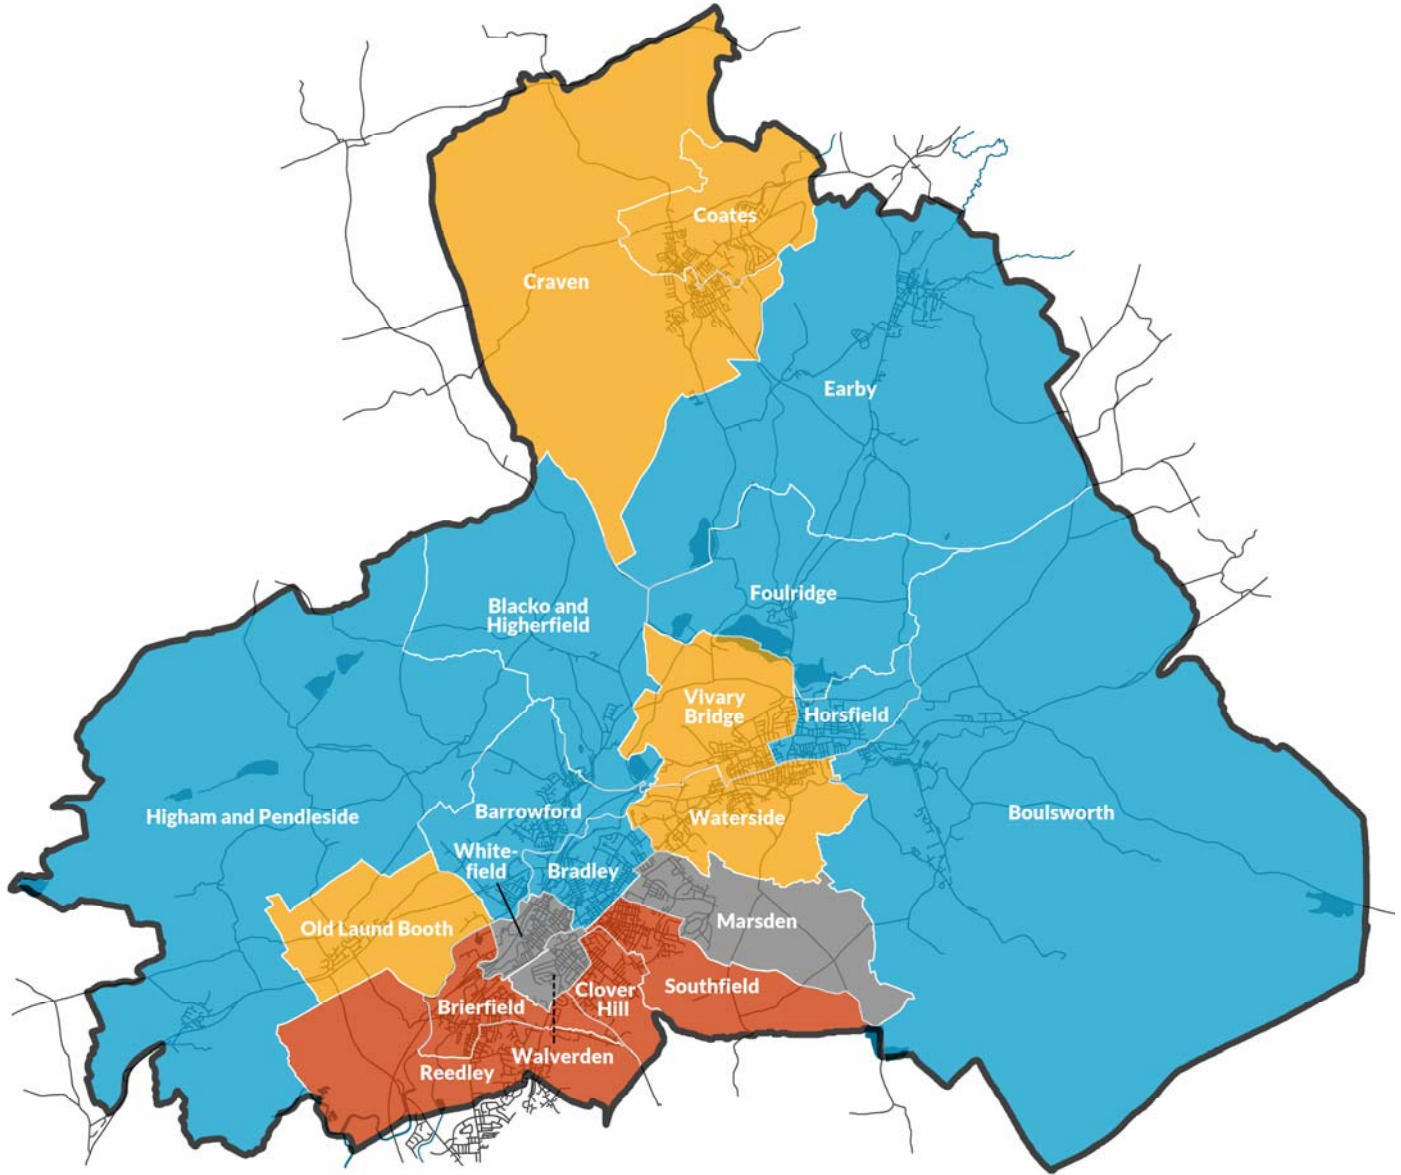 Coates
Craven
Earby
Foulridge
Blacko and
Higherfield
Vivary
Bridge
Horsfield
Barrowford
Higham and Pendleside
Waterside
Boulsworth
White-
field
Bradley
Old Laund Booth
Marsden
Southfield
Clover
Hill
Brierfield
Walverden
Reedley